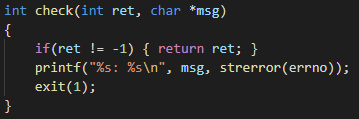 int check(int ret, char *msg)
{
    if(ret != -1) { return ret; }
    printf("%s: %s\n", msg, strerror(errno));
    exit(1);
}